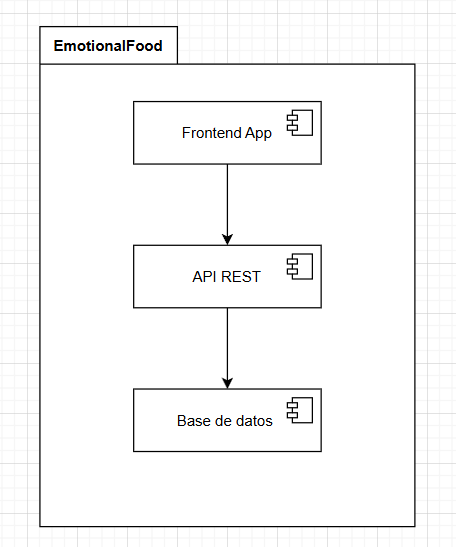 EmotionalFood
Frontend App
API REST
Base de datos